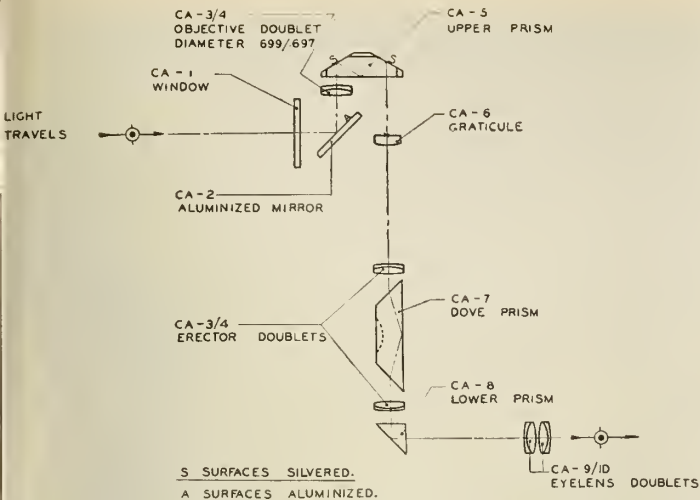 CA-3/4
OBJECTIVE DOUBLET
DIAMETER 699/.697
CA-5
UPPER PRISM
CA-1
WINDOW
LIGHT
TRAVELS
S
S
A
CA-6
GRATICULE
CA-2
ALUMINIZED MIRROR
CA-7
DOVE PRISM
CA-3/4
ERECTOR DOUBLETS
CA-8
LOWER PRISM
CA-9/10
EYELENS DOUBLETS
S SURFACES SILVERED.
A SURFACES ALUMINIZED.